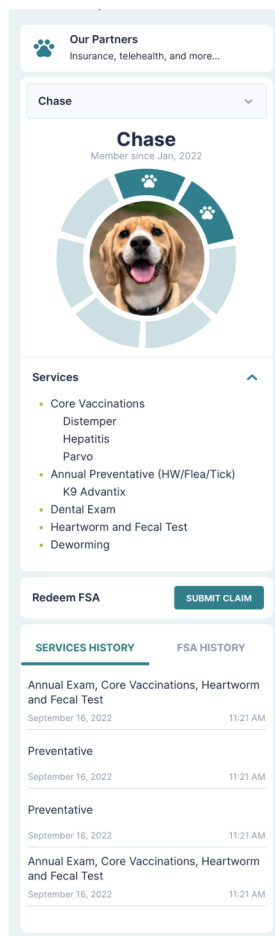 Our Partners
Insurance, telehealth, and more...
Chase
Chase
Member since Jan, 2022
Services
Core Vaccinations
Distemper
Hepatitis
Parvo
Annual Preventative (HW/Flea/Tick)
K9 Advantix
Dental Exam
Heartworm and Fecal Test
Deworming
Redeem FSA SUBMIT CLAIM
SERVICES HISTORY FSA HISTORY
Annual Exam, Core Vaccinations, Heartworm
and Fecal Test
September 16, 2022 11:21 AM
Preventative
September 16, 2022 11:21 AM
Preventative
September 16, 2022 11:21 AM
Annual Exam, Core Vaccinations, Heartworm
and Fecal Test
September 16, 2022 11:21 AM